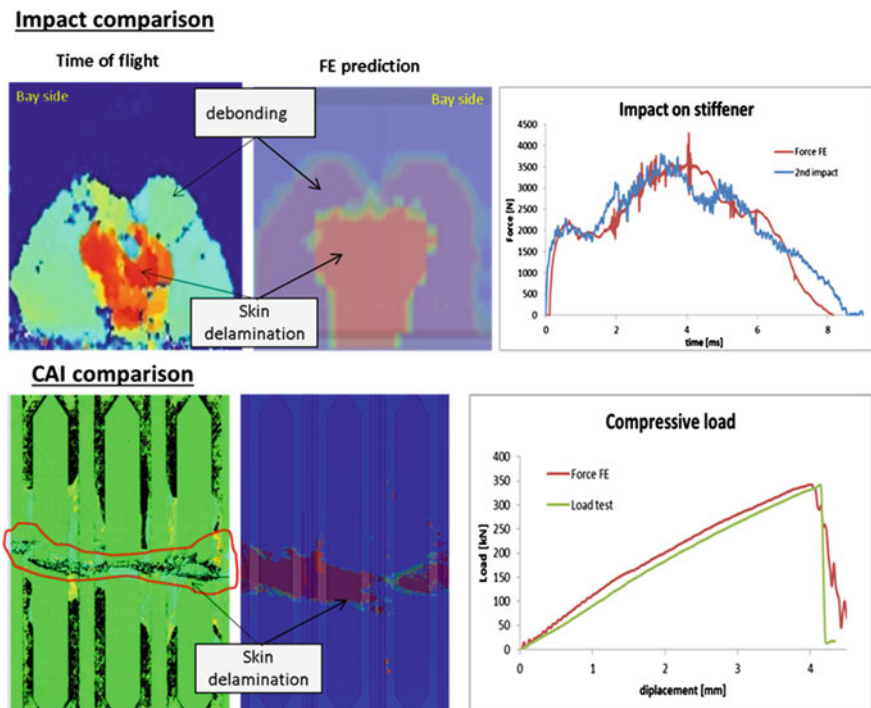 Impact comparison
Time of flight
FE prediction
Bay side
debonding
Bay side
Skin
delamination
Impact on stiffener
Force [N]
4500
4000
3500
3000
2500
2000
1500
1000
500
0
Force FE
2nd impact
0
2
4
6
8
time [ms]
CAI comparison
Skin
delamination
Compressive load
Load [kN]
400
350
300
250
200
150
100
50
0
Force FE
Load test
0
1
2
3
4
diplacement [mm]